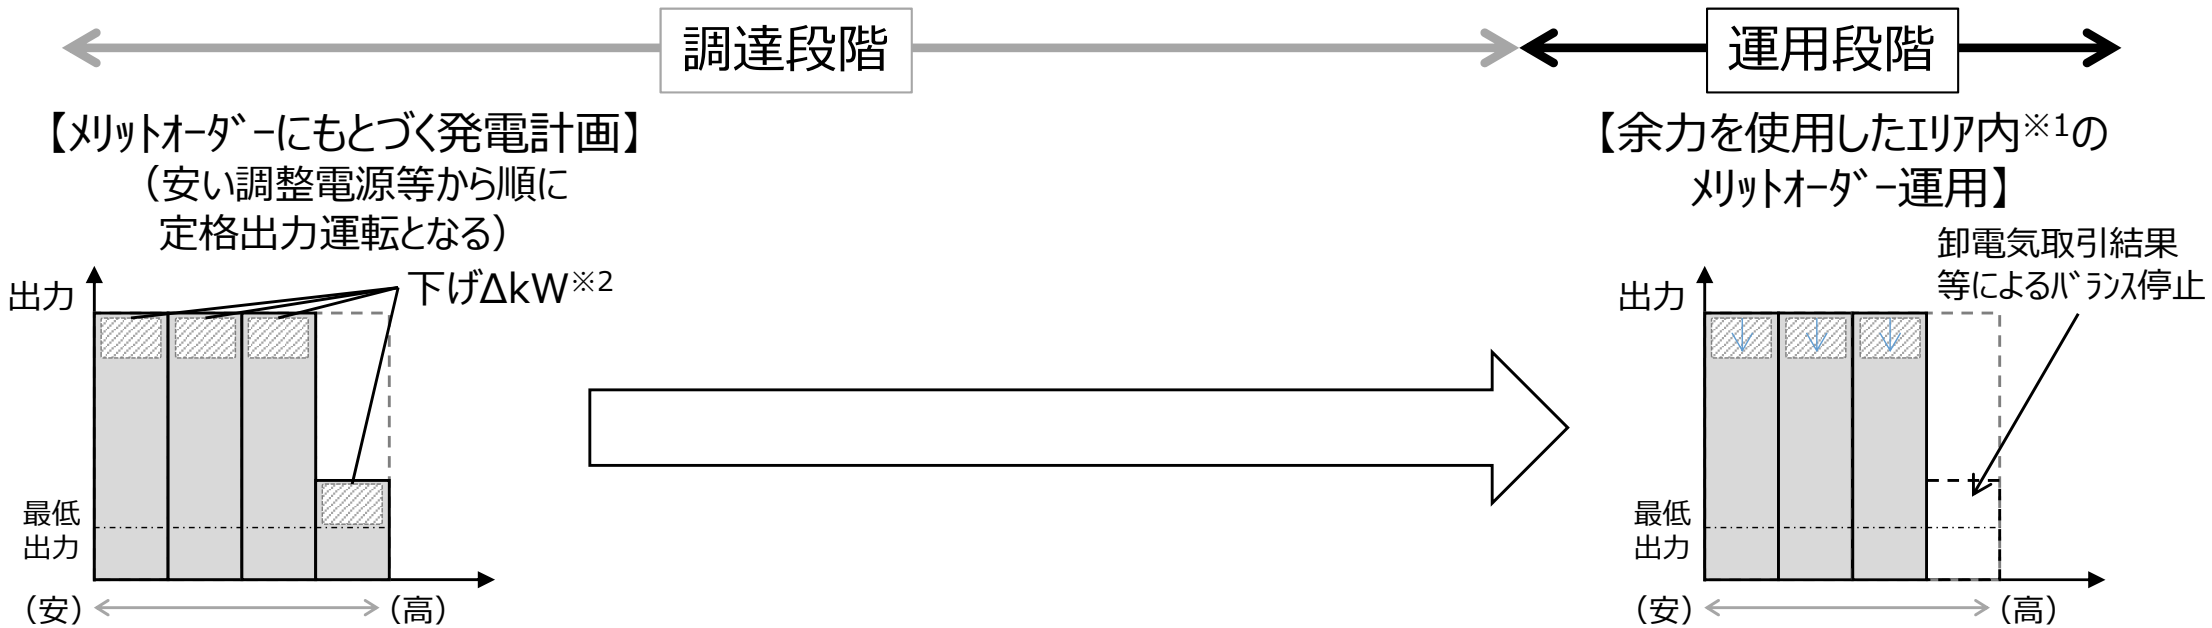 調達段階
運用段階
【メリットオーダーにもとづく発電計画】
（安い調整電源等から順に
定格出力運転となる）
【余力を使用したエリア内※1の
メリットオーダー運用】
下げΔkW※2
出力
最低
出力
（安）
（高）
卸電気取引結果
等によるバランス停止
出力
最低
出力
（安）
（高）